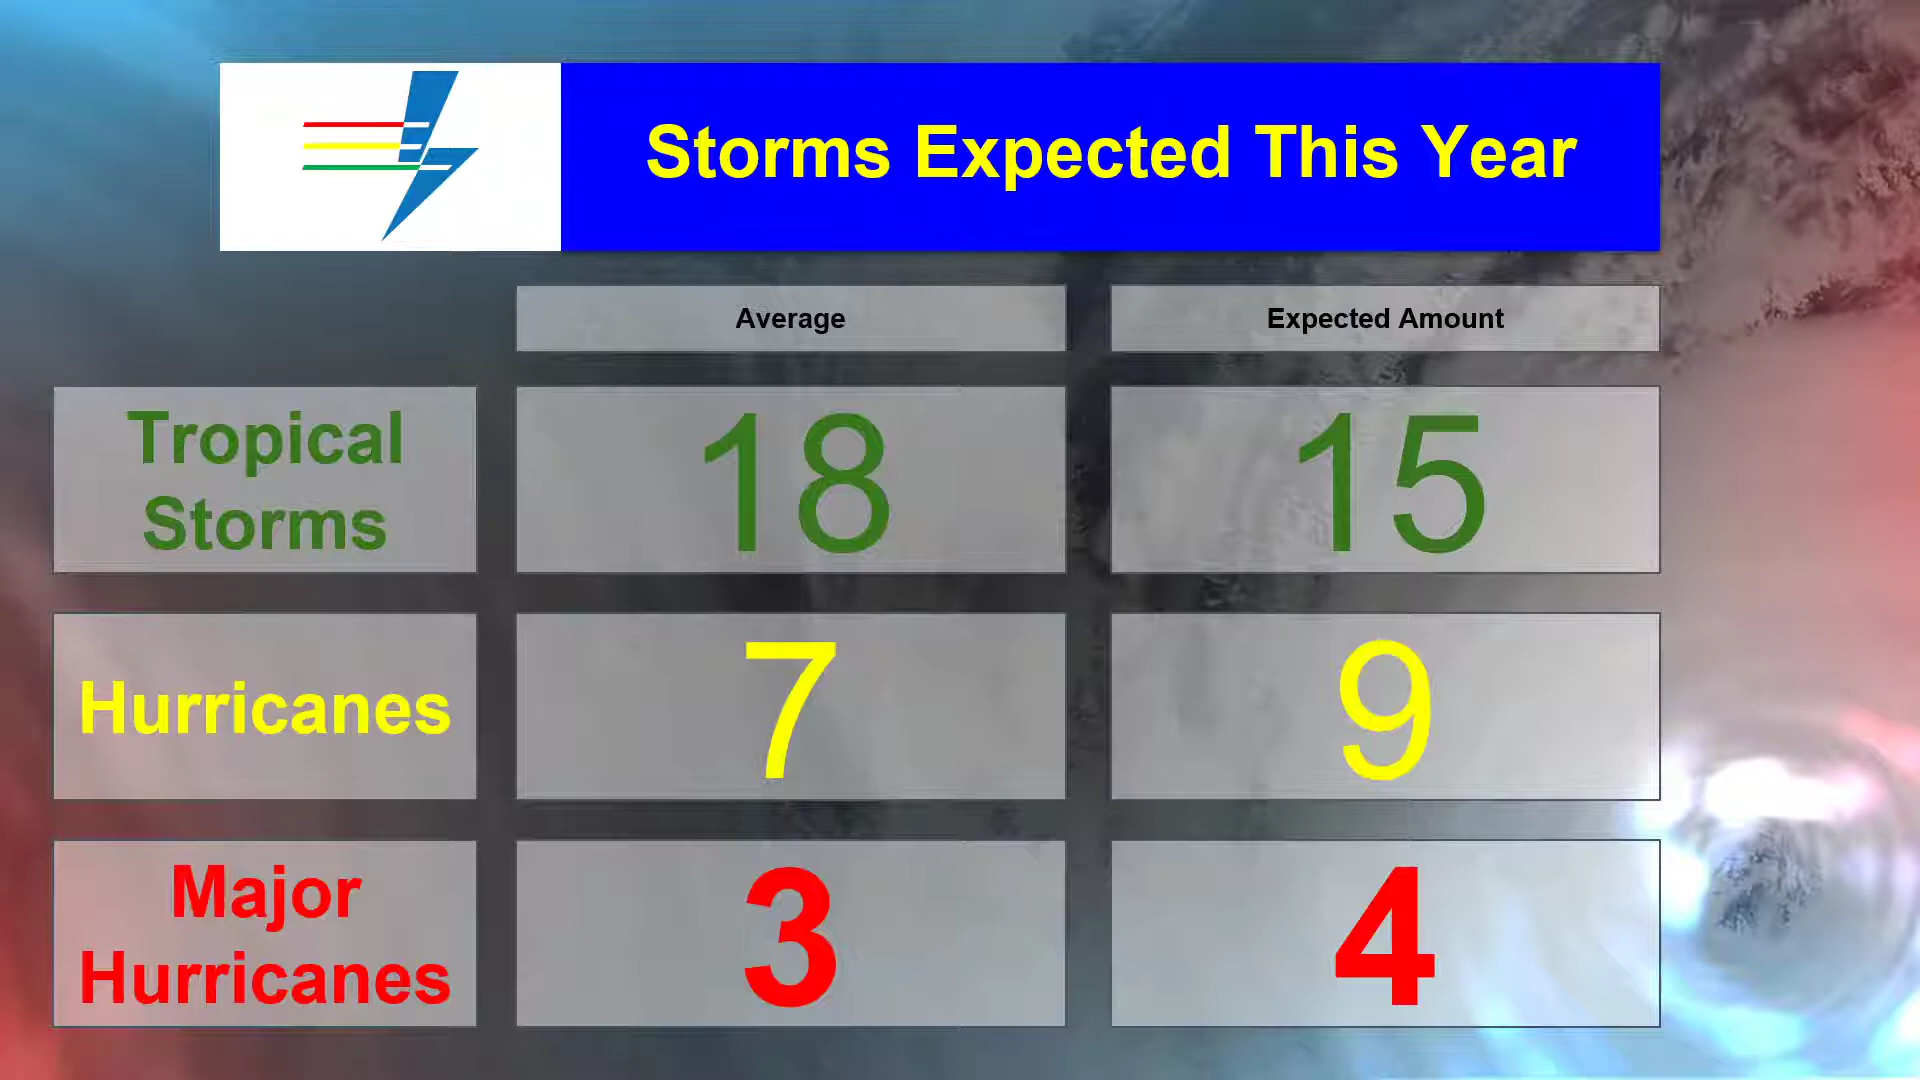 Storms Expected This Year
Average
Expected Amount
Tropical
Storms
18
15
Hurricanes
7
9
Major
Hurricanes
3
4